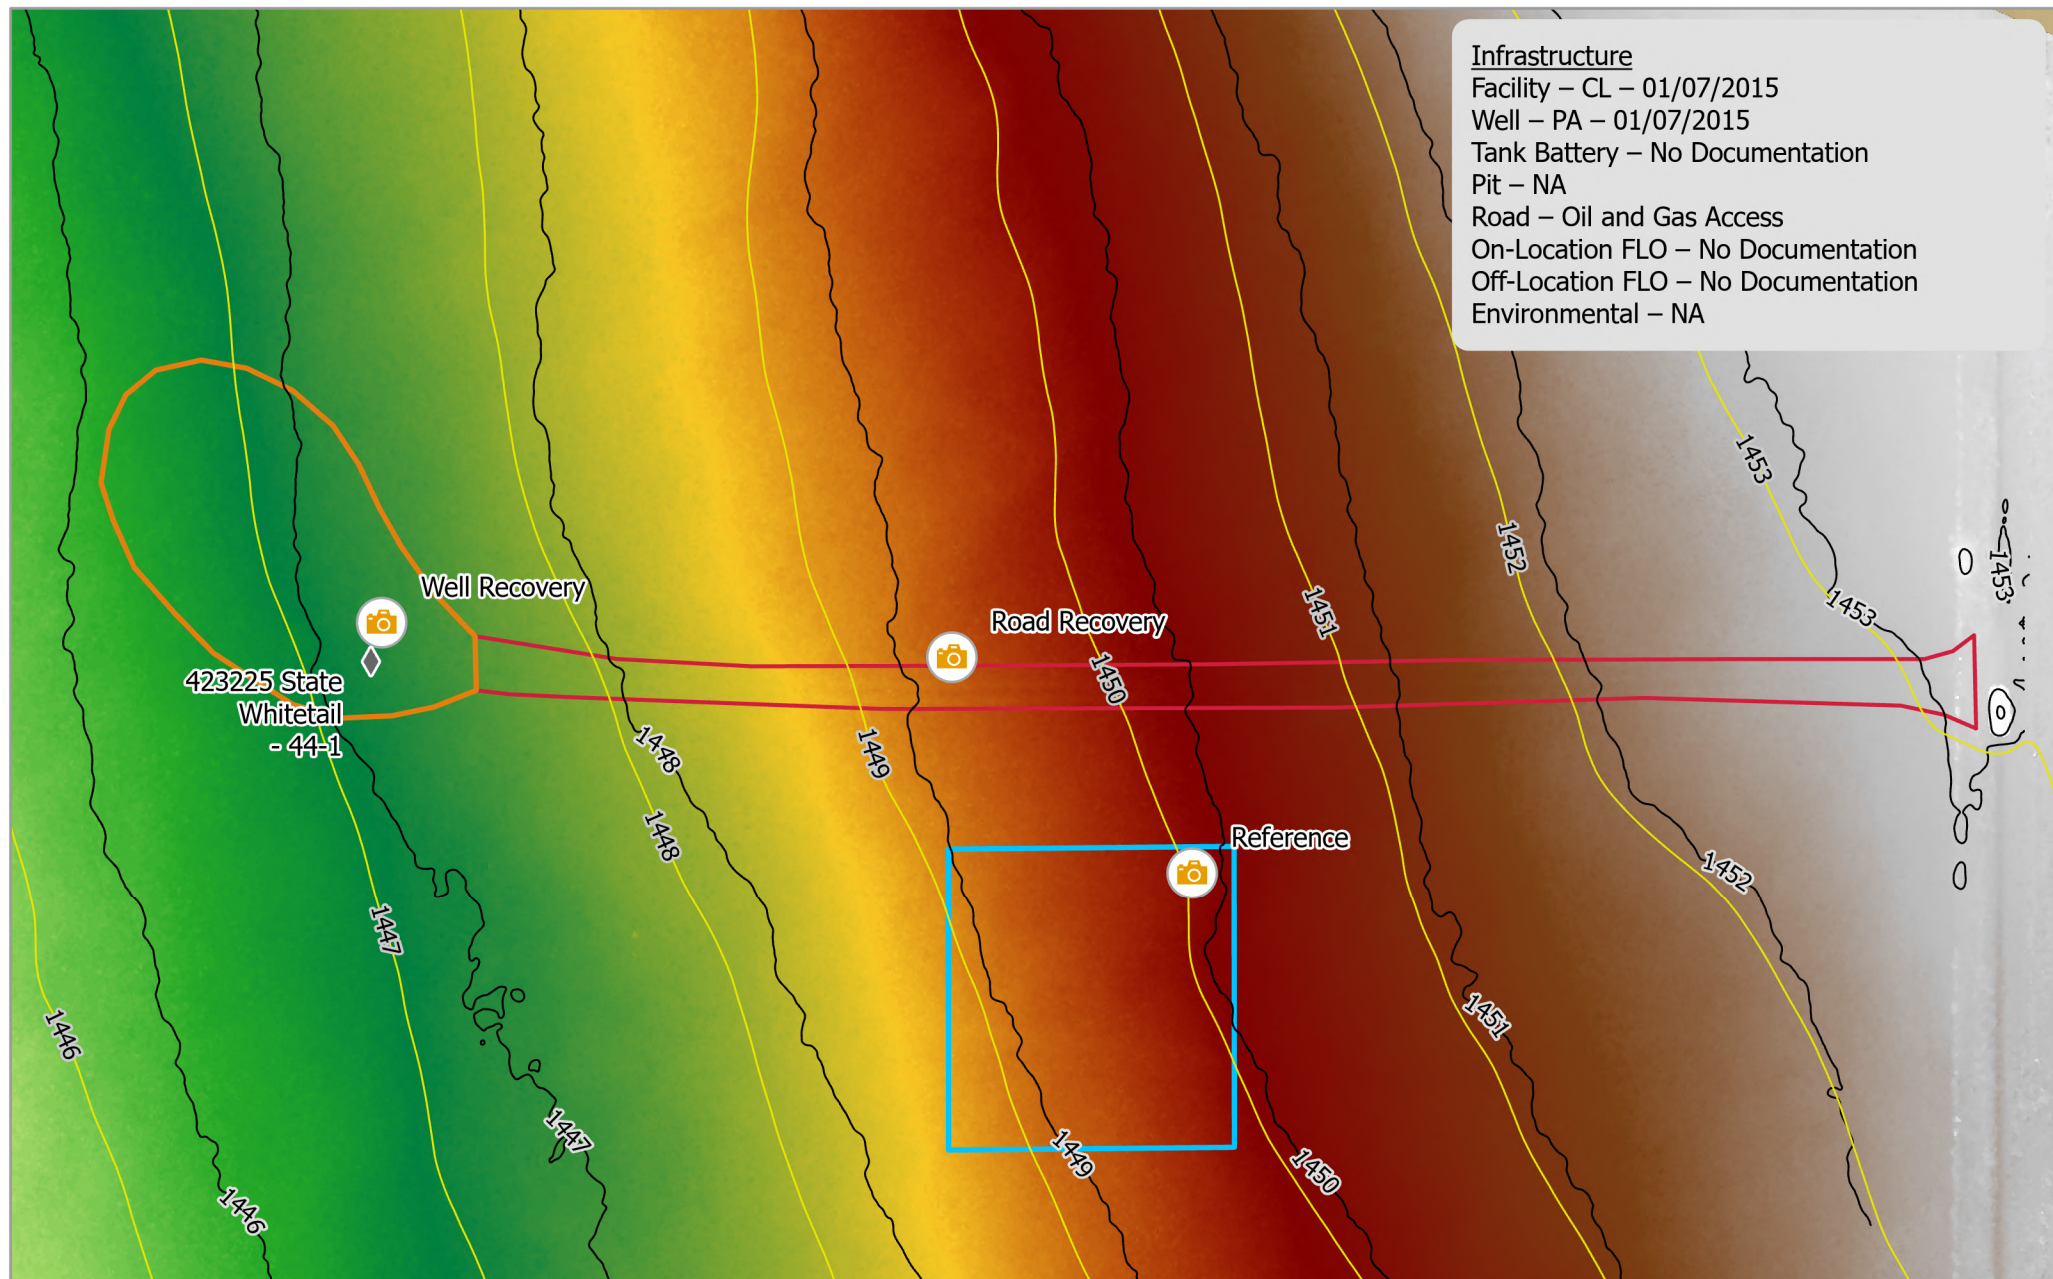 Infrastructure
Facility – CL – 01/07/2015
Well – PA – 01/07/2015
Tank Battery – No Documentation
Pit – NA
Road – Oil and Gas Access
On-Location FLO – No Documentation
Off-Location FLO – No Documentation
Environmental – NA
1453
1452
1453
1451
1453
Well Recovery
Road Recovery
423225 State
Whitetail
- 44-1
1450
1448
1449
1448
Reference
1452
1447
1451
1446
1447
1449
1450
1446